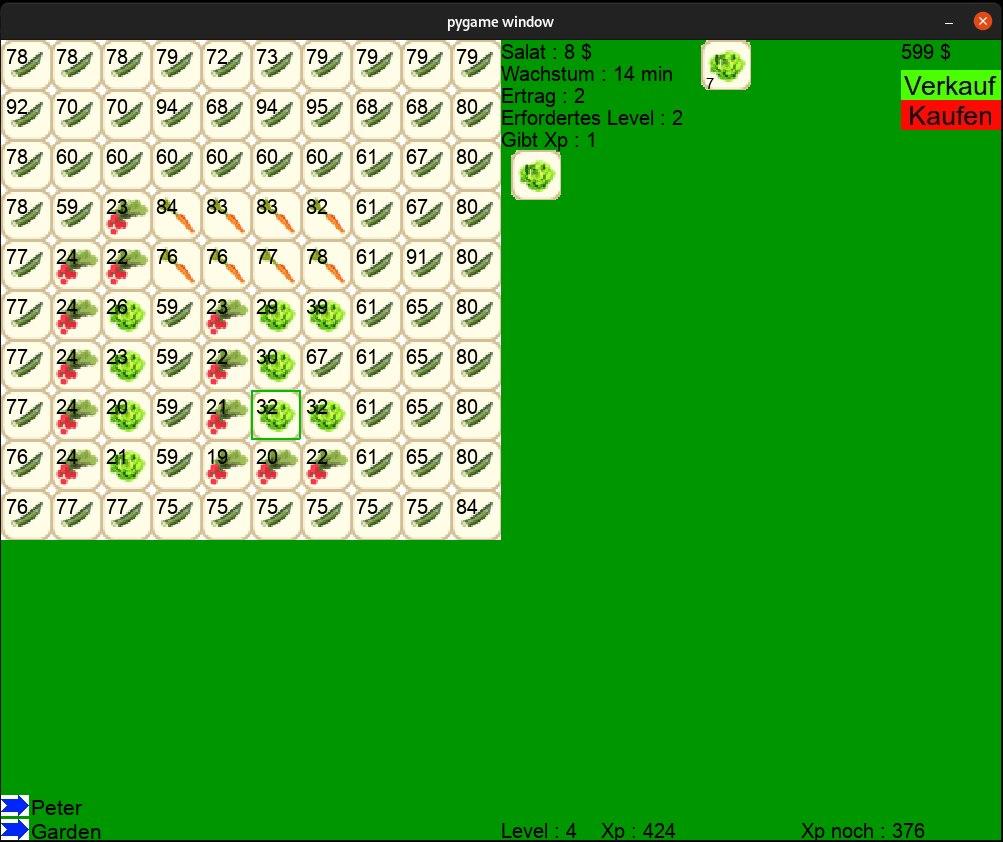 pygame window
78 78 78 79 72 73 79 79 79 79
92 70 70 94 68 94 95 68 68 80
78 60 60 60 60 60 60 61 67 80
78 59 23 84 83 83 82 61 67 80
77 24 22 76 76 77 78 61 91 80
77 24 26 59 23 29 39 61 65 80
77 24 23 59 22 30 67 61 65 80
77 24 20 59 21 32 32 61 65 80
76 24 21 59 19 20 22 61 65 80
76 77 77 75 75 75 75 75 75 84
Salat : 8 $
Wachstum : 14 min
Ertrag : 2
Erfordertes Level : 2
Gibt Xp : 1
7
599 $
Verkauf
Kaufen
Peter
Garden
Level : 4 Xp : 424 Xp noch : 376